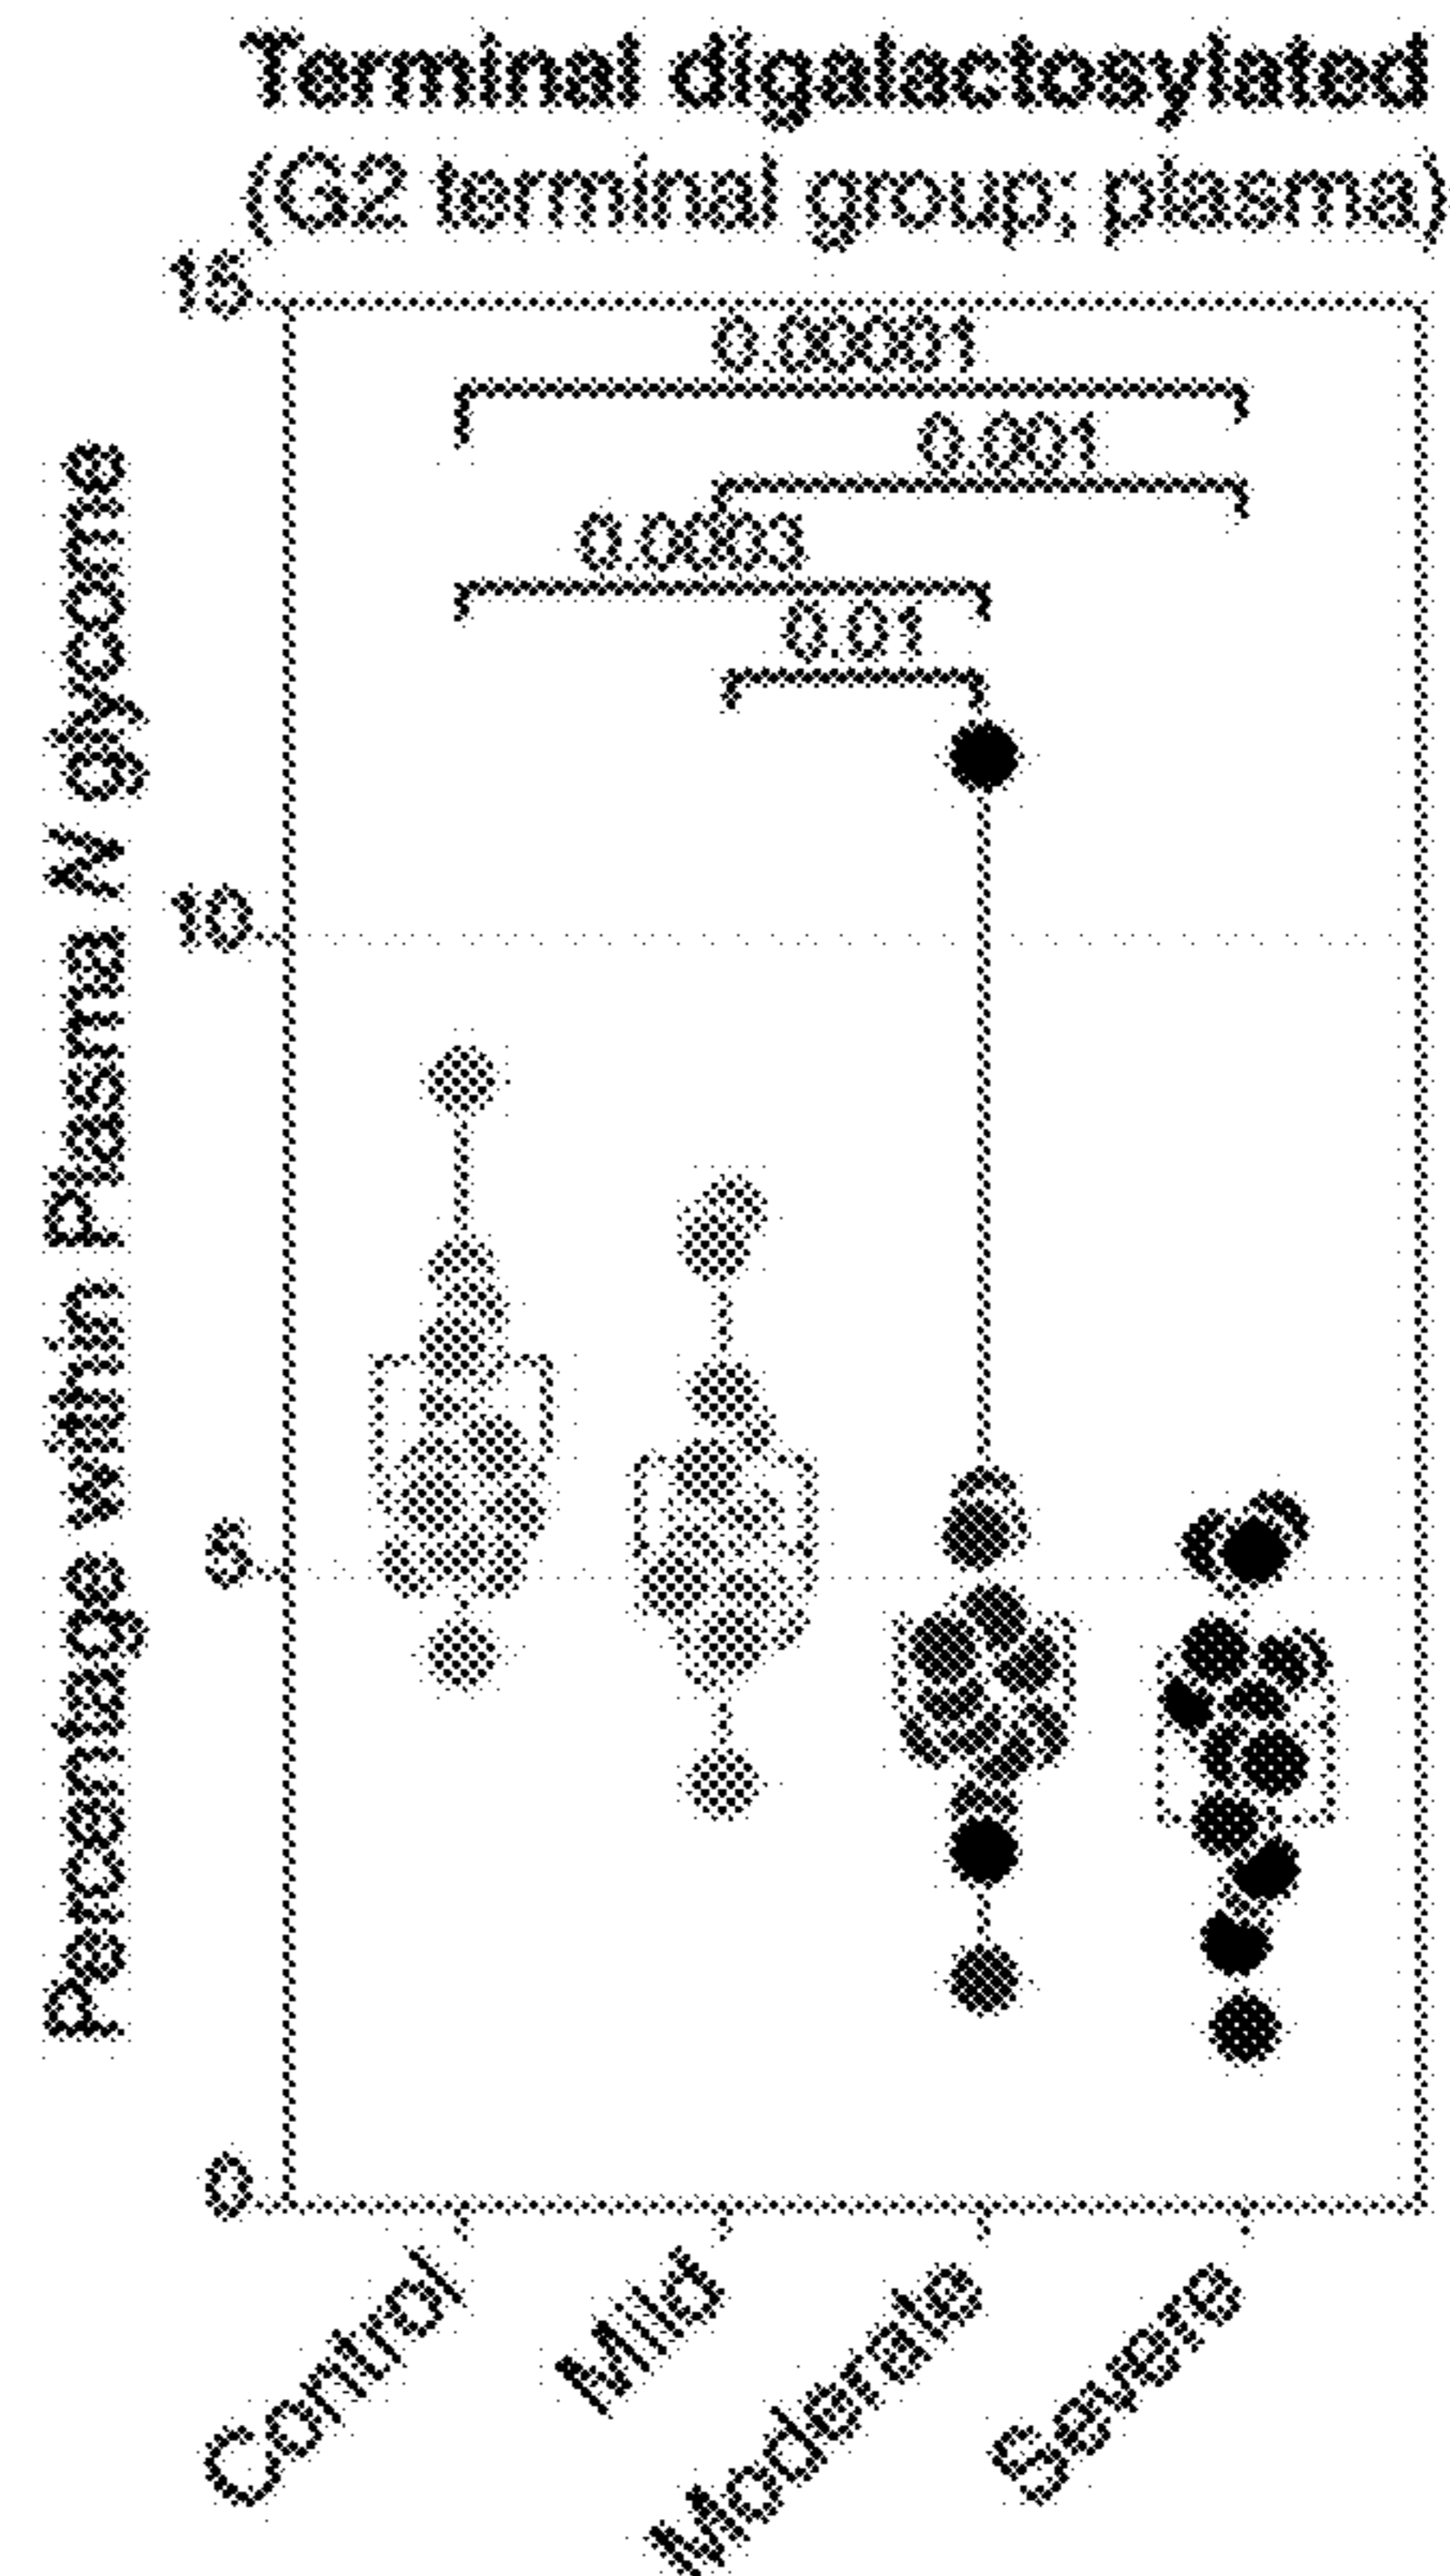 Terminal digalactosylated
(G2 terminal group; plasma)
Percentage within Plasma N glycome
15
10
5
0
0.00001
0.001
0.0003
0.01
Control
Mild
Moderate
Severe